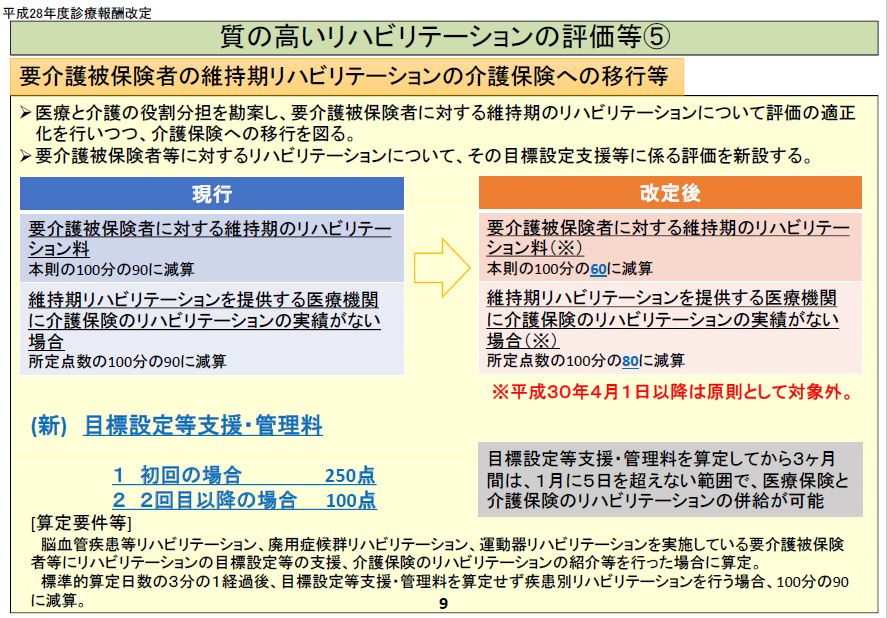 平成28年度診療報酬改定
質の高いリハビリテーションの評価等⑤
要介護被保険者の維持期リハビリテーションの介護保険への移行等
➢医療と介護の役割分担を勘案し、要介護被保険者に対する維持期のリハビリテーションについて評価の適正
化を行いつつ、介護保険への移行を図る。
➢要介護被保険者等に対するリハビリテーションについて、その目標設定支援等に係る評価を新設する。
現行
要介護被保険者に対する維持期のリハビリテー
ション料
本則の100分の90に減算
維持期リハビリテーションを提供する医療機関
に介護保険のリハビリテーションの実績がない
場合
所定点数の100分の90に減算
改定後
要介護被保険者に対する維持期のリハビリテー
ション料(※)
本則の100分の60に減算
維持期リハビリテーションを提供する医療機関
に介護保険のリハビリテーションの実績がない
場合(※)
所定点数の100分の80に減算
※平成30年4月1日以降は原則として対象外。
(新) 目標設定等支援・管理料
1 初回の場合 250点
2 2回目以降の場合 100点
目標設定等支援・管理料を算定してから3ヶ月
間は、1月に5日を超えない範囲で、医療保険と
介護保険のリハビリテーションの併給が可能
[算定要件等]
脳血管疾患等リハビリテーション、廃用症候群リハビリテーション、運動器リハビリテーションを実施している要介護被保険
者等にリハビリテーションの目標設定等の支援、介護保険のリハビリテーションの紹介等を行った場合に算定。
標準的算定日数の3分の1経過後、目標設定等支援・管理料を算定せず疾患別リハビリテーションを行う場合、100分の90
に減算。
9